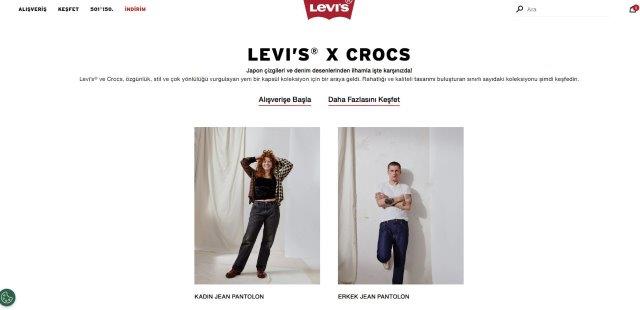 ALIŞVERİŞ KEŞFET 501®150. İNDİRİM
LEVI'S®
Ara
LEVI'S® X CROCS
Japon çizgileri ve denim desenlerinden ilhamla işte karşınızda!
Levi's® ve Crocs, özgünlük, stil ve çok yönlülüğü vurgulayan yeni bir kapsül koleksiyon için bir araya geldi. Rahatlığı ve kaliteli tasarımı buluşturan sınırlı sayıdaki koleksiyonu şimdi keşfedin.
Alışverişe Başla Daha Fazlasını Keşfet
KADIN JEAN PANTOLON ERKEK JEAN PANTOLON